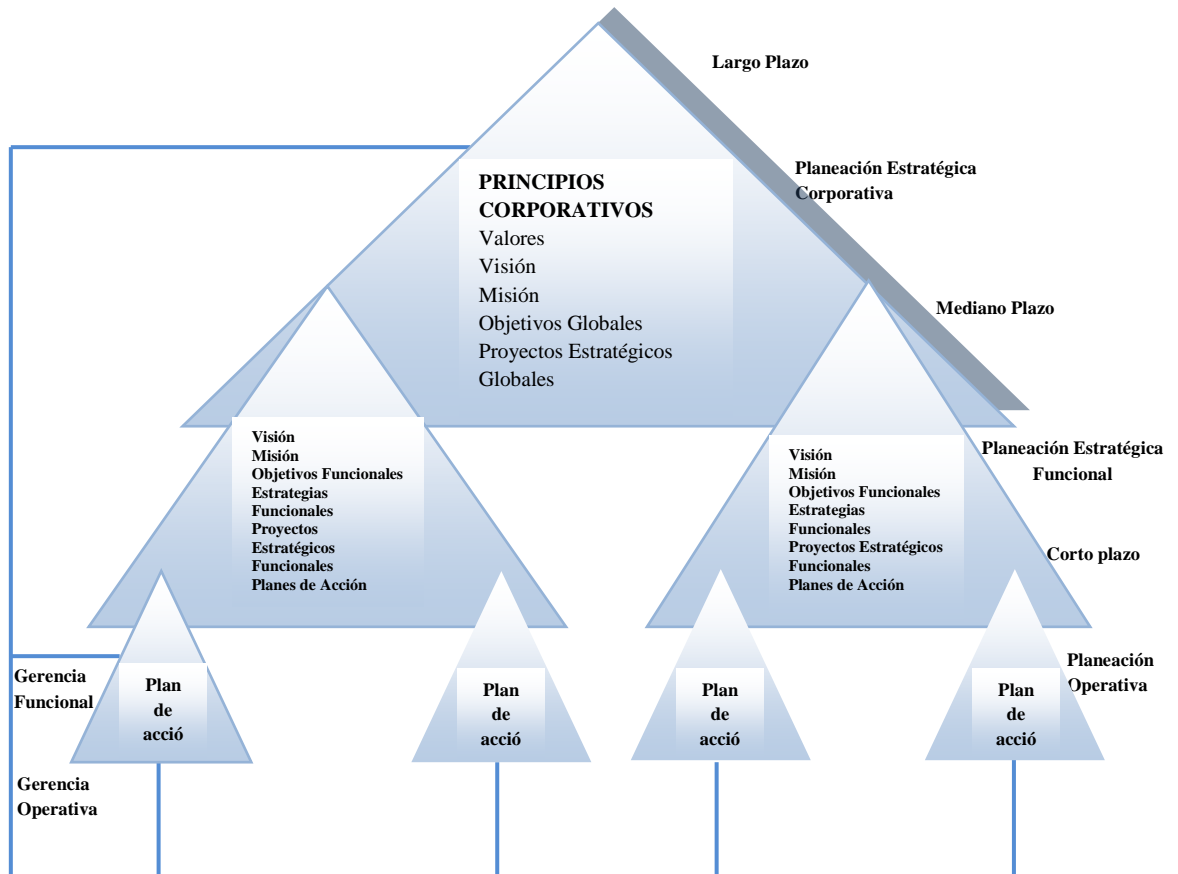 Largo Plazo
Planeación Estratégica
Corporativa
PRINCIPIOS
CORPORATIVOS
Valores
Visión
Misión
Objetivos Globales
Proyectos Estratégicos
Globales
Mediano Plazo
Visión
Misión
Objetivos Funcionales
Estrategias
Funcionales
Proyectos
Estratégicos
Funcionales
Planes de Acción
Visión
Misión
Objetivos Funcionales
Estrategias
Funcionales
Proyectos Estratégicos
Funcionales
Planes de Acción
Planeación Estratégica
Funcional
Corto plazo
Gerencia
Funcional
Plan
de
acció
Plan
de
acció
Plan
de
acció
Plan
de
acció
Planeación
Operativa
Gerencia
Operativa